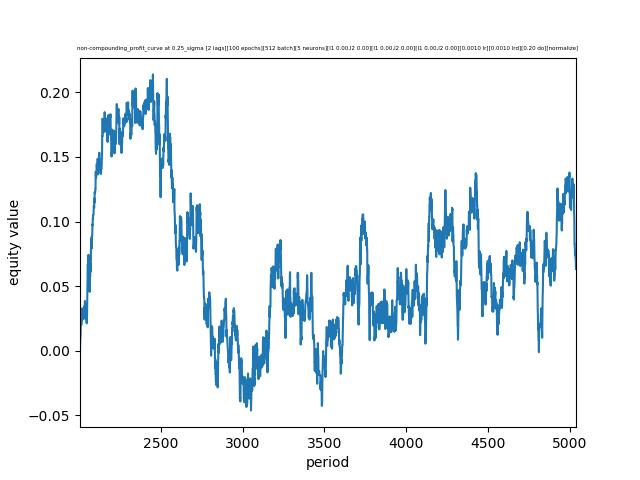 non-compounding_profit_curve at 0.25_sigma [2 lags][100 epochs][512 batch][5 neurons][l1 0.00,l2 0.00][l1 0.00,l2 0.00][l1 0.00,l2 0.00][0.0010 lr][0.0010 lrd][0.20 do][normalize]
0.20
0.15
0.10
0.05
0.00
−0.05
equity value
2500 3000 3500 4000 4500 5000
period